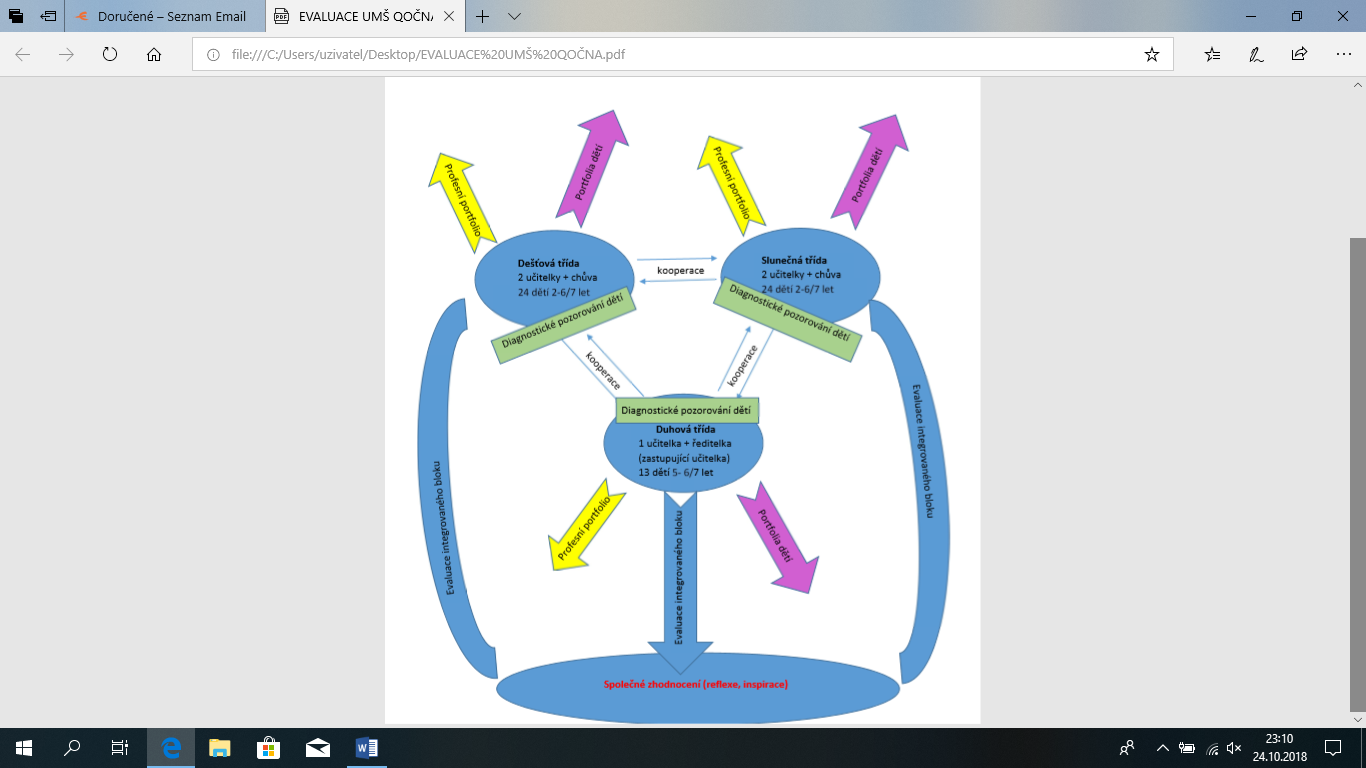 Doručené – Seznam Email
EVALUACE UMŠ QOČNA
file:///C:/Users/uzivatel/Desktop/EVALUACE%20UMŠ%20QOČNA.pdf
Profesní portfolio
Portfolia dětí
Profesní portfolio
Portfolia dětí
Dešťová třída
2 učitelky + chůva
24 dětí 2-6/7 let
Diagnostické pozorování dětí
kooperace
Slunečná třída
2 učitelky + chůva
24 dětí 2-6/7 let
Diagnostické pozorování dětí
kooperace
kooperace
Diagnostické pozorování dětí
Duhová třída
1 učitelka + ředitelka
(zastupující učitelka)
13 dětí 5- 6/7 let
Evaluace integrovaného bloku
Profesní portfolio
Evaluace integrovaného bloku
Portfolia dětí
Evaluace integrovaného bloku
Společné zhodnocení (reflexe, inspirace)
23:10
24.10.2018